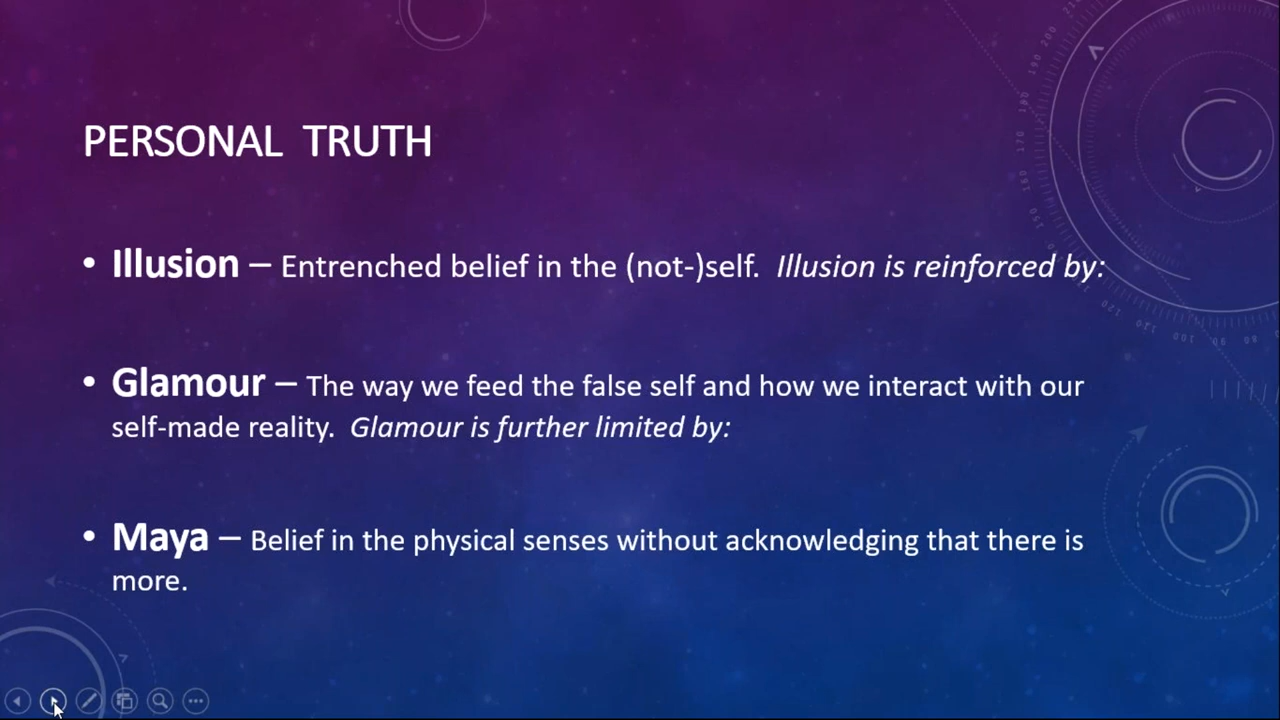 PERSONAL TRUTH
• Illusion – Entrenched belief in the (not-)self. Illusion is reinforced by:
• Glamour – The way we feed the false self and how we interact with our
self-made reality. Glamour is further limited by:
• Maya – Belief in the physical senses without acknowledging that there is
more.